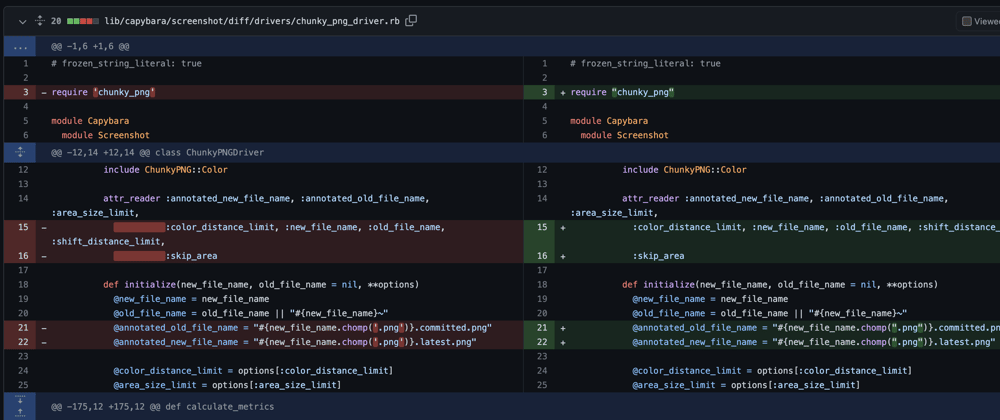 20 lib/capybara/screenshot/diff/drivers/chunky_png_driver.rb Viewed
... @@ -1,6 +1,6 @@
1 # frozen_string_literal: true
2
3 - require 'chunky_png'
4
5 module Capybara
6 module Screenshot
@@ -12,14 +12,14 @@ class ChunkyPNGDriver
12 include ChunkyPNG::Color
13
14 attr_reader :annotated_new_file_name, :annotated_old_file_name,
:area_size_limit,
15 - :color_distance_limit, :new_file_name, :old_file_name,
:shift_distance_limit,
16 - :skip_area
17
18 def initialize(new_file_name, old_file_name = nil, **options)
19 @new_file_name = new_file_name
20 @old_file_name = old_file_name || "#{new_file_name}~"
21 - @annotated_old_file_name = "#{new_file_name.chomp('.png')}.committed.png"
22 - @annotated_new_file_name = "#{new_file_name.chomp('.png')}.latest.png"
23
24 @color_distance_limit = options[:color_distance_limit]
25 @area_size_limit = options[:area_size_limit]
@@ -175,12 +175,12 @@ def calculate_metrics
1 # frozen_string_literal: true
2
3 + require "chunky_png"
4
5 module Capybara
6 module Screenshot
12 include ChunkyPNG::Color
13
14 attr_reader :annotated_new_file_name, :annotated_old_file_name,
:area_size_limit,
15 + :color_distance_limit, :new_file_name, :old_file_name, :shift_distance_
16 + :skip_area
17
18 def initialize(new_file_name, old_file_name = nil, **options)
19 @new_file_name = new_file_name
20 @old_file_name = old_file_name || "#{new_file_name}~"
21 + @annotated_old_file_name = "#{new_file_name.chomp(".png")}.committed.pn
22 + @annotated_new_file_name = "#{new_file_name.chomp(".png")}.latest.png"
23
24 @color_distance_limit = options[:color_distance_limit]
25 @area_size_limit = options[:area_size_limit]